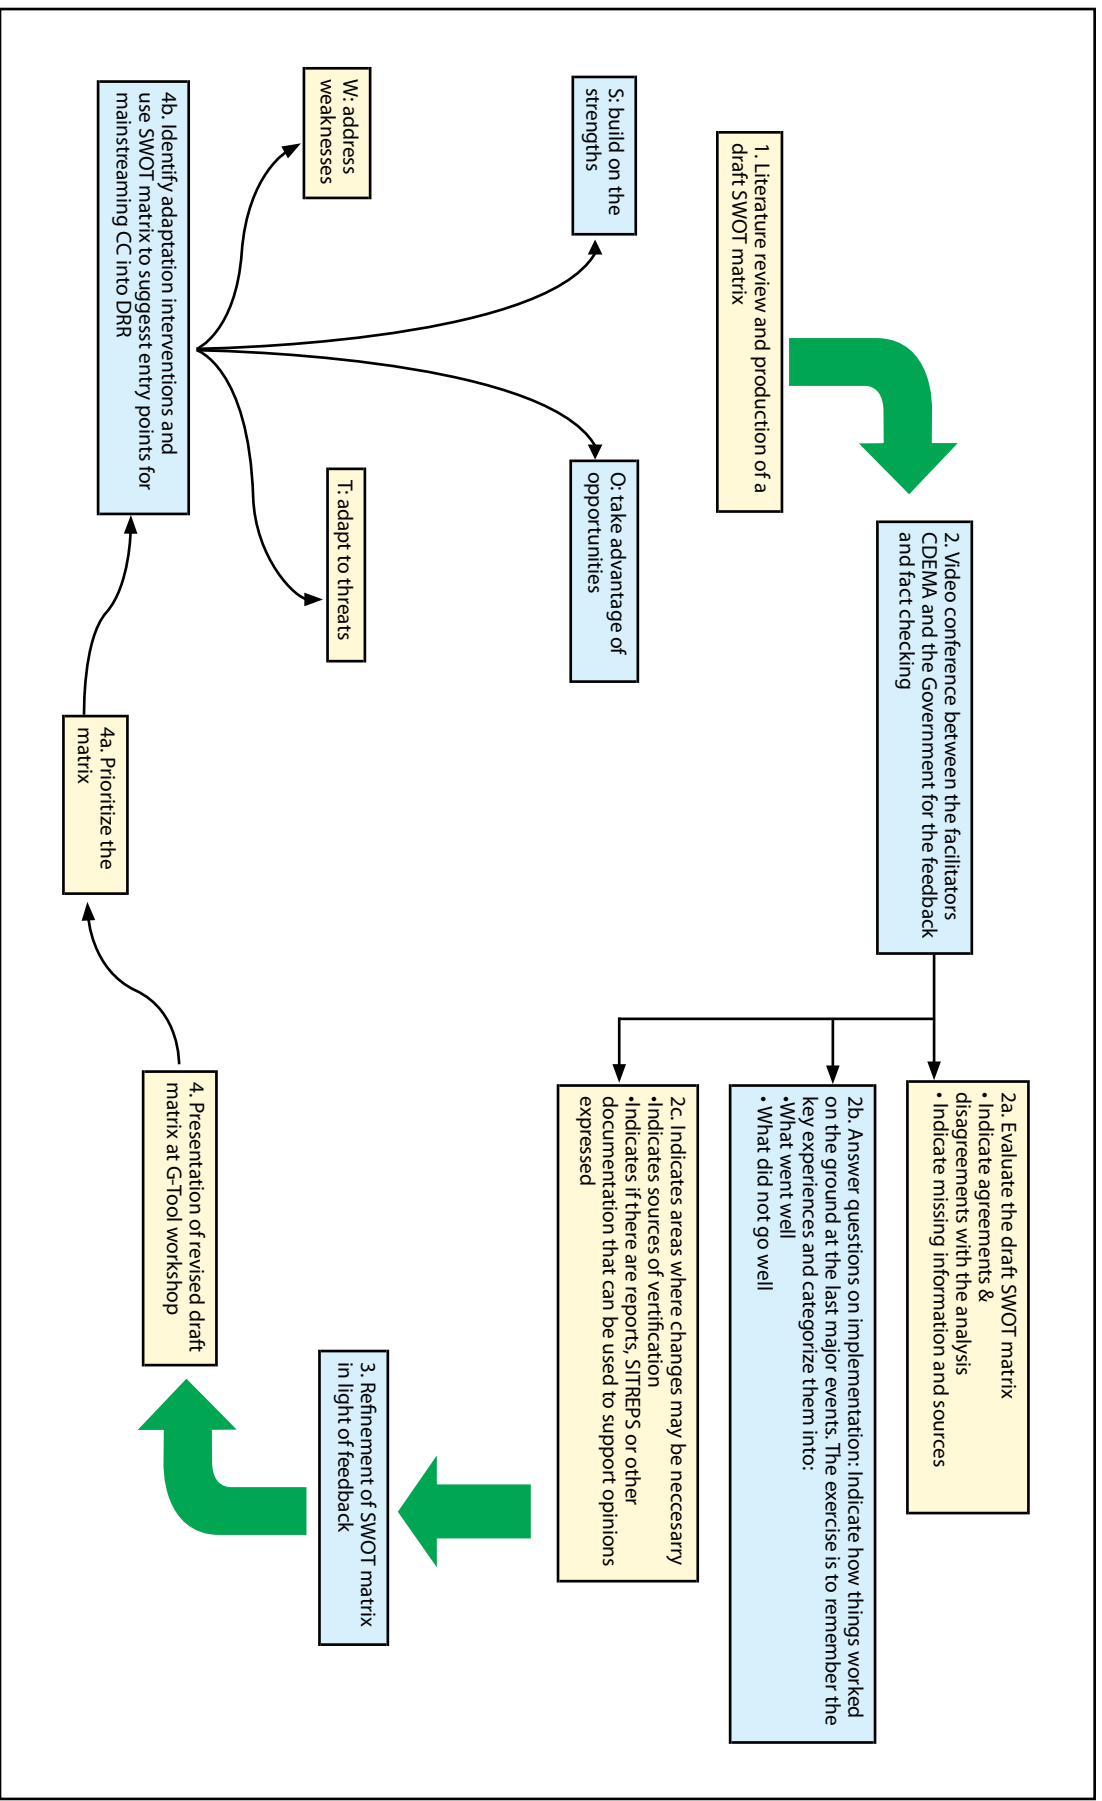 1. Literature review and production of a
draft SWOT matrix
2. Video conference between the facilitators
CDEMA and the Government for the feedback
and fact checking
2a. Evaluate the draft SWOT matrix
• Indicate agreements &
disagreements with the analysis
• Indicate missing information and sources
2b. Answer questions on implementation: Indicate how things worked
on the ground at the last major events. The exercise is to remember the
key experiences and categorize them into:
•What went well
• What did not go well
2c. Indicates areas where changes may be neccesarry
•Indicates sources of vertification
•Indicates if there are reports, SITREPS or other
documentation that can be used to support opinions
expressed
3. Refinement of SWOT matrix
in light of feedback
4. Presentation of revised draft
matrix at G-Tool workshop
4a. Prioritize the
matrix
4b. Identify adaptation interventions and
use SWOT matrix to suggesst entry points for
mainstreaming CC into DRR
S: build on the
strengths
W: address
weaknesses
O: take advantage of
opportunities
T: adapt to threats